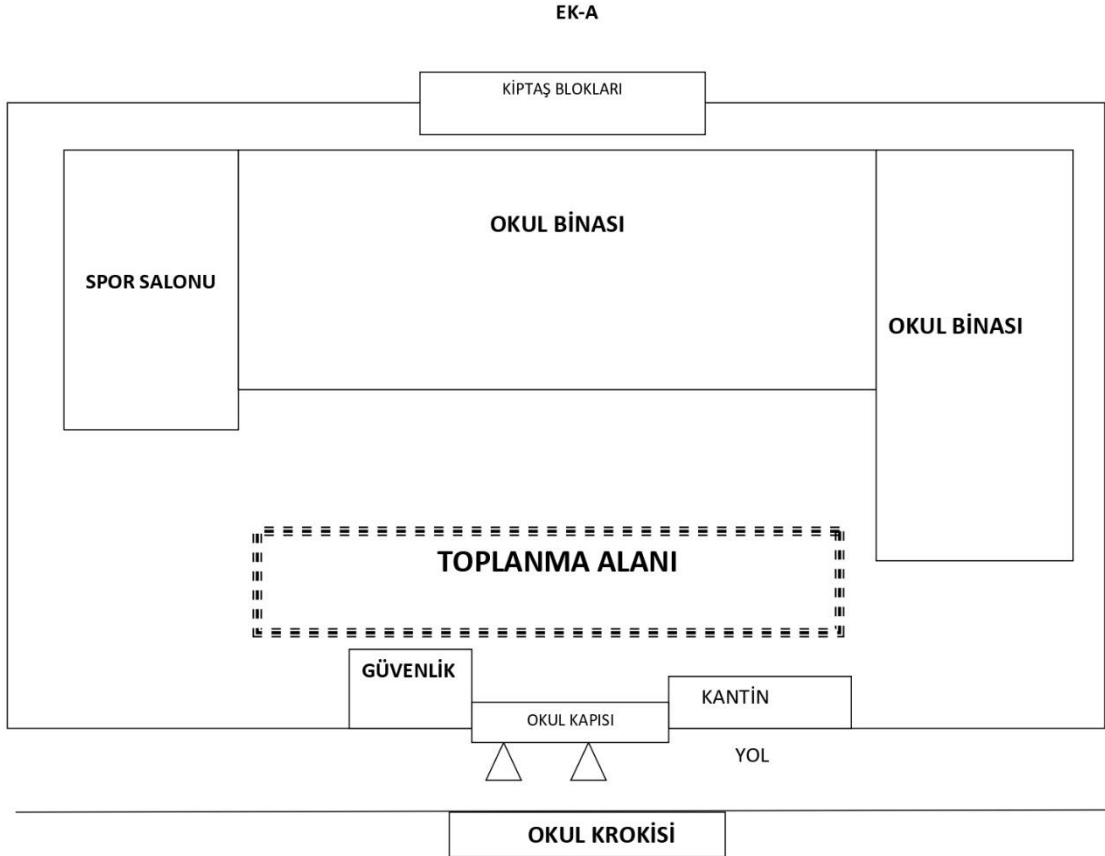 EK-A
KİPTAŞ BLOKLARI
OKUL BİNASI
SPOR SALONU
OKUL BİNASI
TOPLANMA ALANI
GÜVENLİK
KANTİN
OKUL KAPISI
YOL
OKUL KROKİSİ